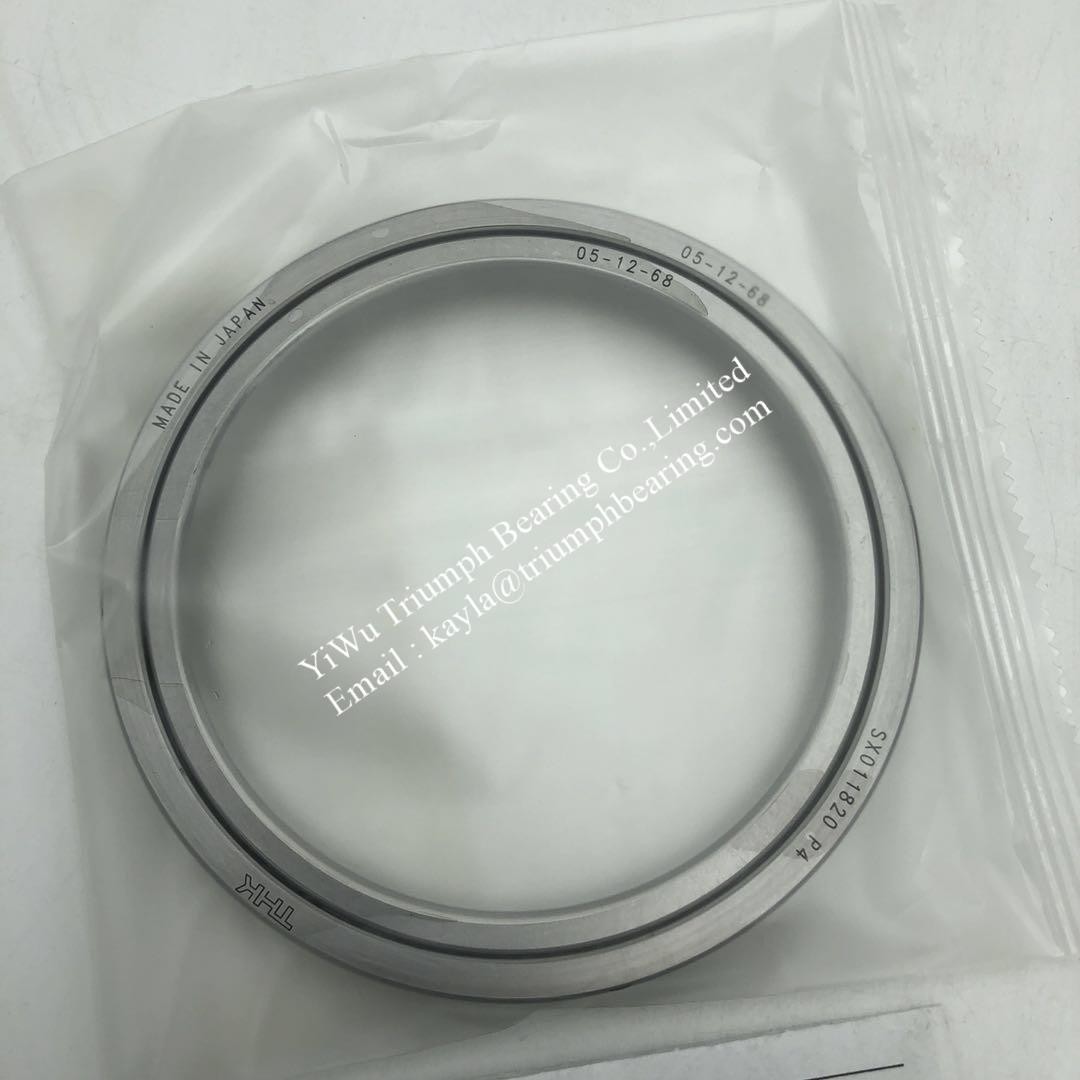 05-12-68
05-12-68
MADE IN JAPAN
YiWu Triumph Bearing Co.,Limited
Email : kayla@triumphbearing.com
SX011820 P4
THK